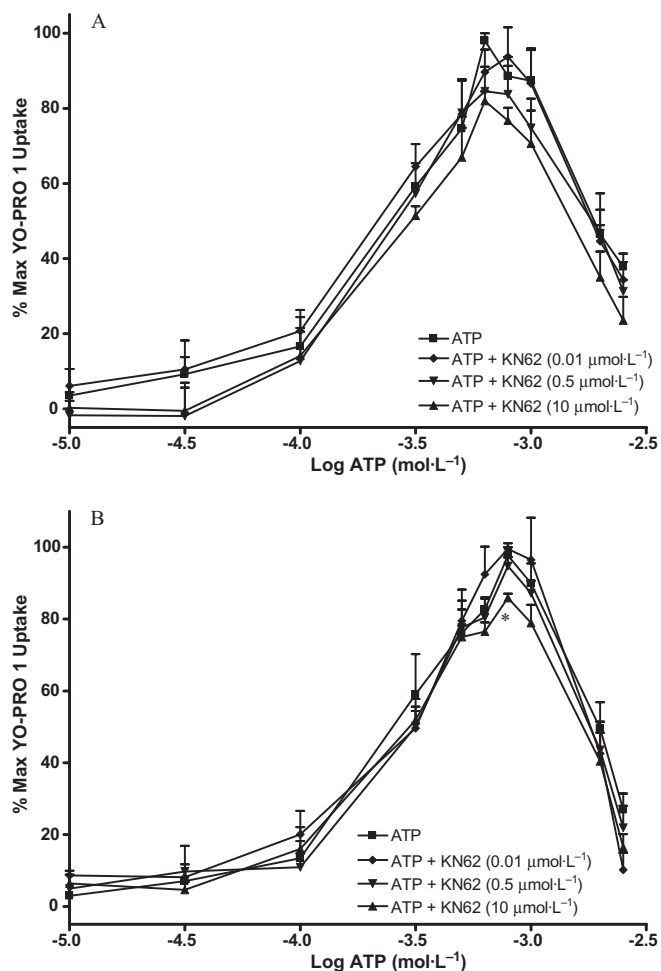 A
% Max YO-PRO 1 Uptake
100
80
60
40
20
0
ATP
ATP + KN62 (0.01 μmol·L⁻¹)
ATP + KN62 (0.5 μmol·L⁻¹)
ATP + KN62 (10 μmol·L⁻¹)
-5.0 -4.5 -4.0 -3.5 -3.0 -2.5
Log ATP (mol·L⁻¹)
B
% Max YO-PRO 1 Uptake
100
80
60
40
20
0
*
ATP
ATP + KN62 (0.01 μmol·L⁻¹)
ATP + KN62 (0.5 μmol·L⁻¹)
ATP + KN62 (10 μmol·L⁻¹)
-5.0 -4.5 -4.0 -3.5 -3.0 -2.5
Log ATP (mol·L⁻¹)